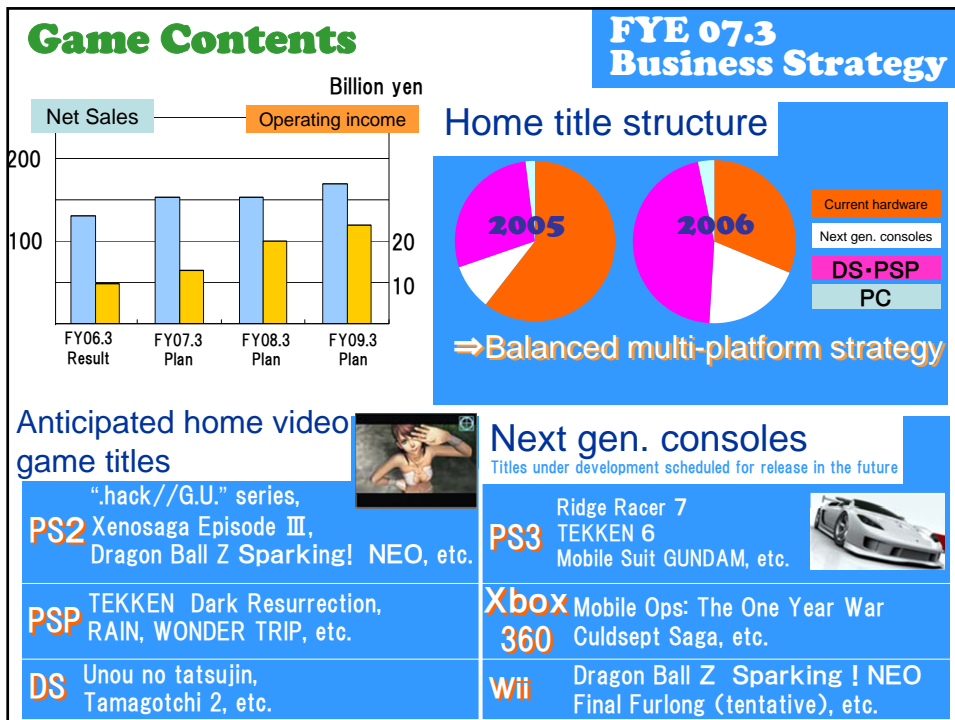 Game Contents
FYE 07.3
Business Strategy
Billion yen
Net Sales
Operating income
200
100
20
10
FY06.3
Result
FY07.3
Plan
FY08.3
Plan
FY09.3
Plan
Home title structure
2005
2006
Current hardware
Next gen. consoles
DS・PSP
PC
⇒Balanced multi-platform strategy
Anticipated home video
game titles
PS2
“.hack//G.U.” series,
Xenosaga Episode Ⅲ,
Dragon Ball Z Sparking! NEO, etc.
PSP
TEKKEN Dark Resurrection,
RAIN, WONDER TRIP, etc.
DS
Unou no tatsujin,
Tamagotchi 2, etc.
Next gen. consoles
Titles under development scheduled for release in the future
PS3
Ridge Racer 7
TEKKEN 6
Mobile Suit GUNDAM, etc.
Xbox
360
Mobile Ops: The One Year War
Culdsept Saga, etc.
Wii
Dragon Ball Z Sparking！NEO
Final Furlong (tentative), etc.